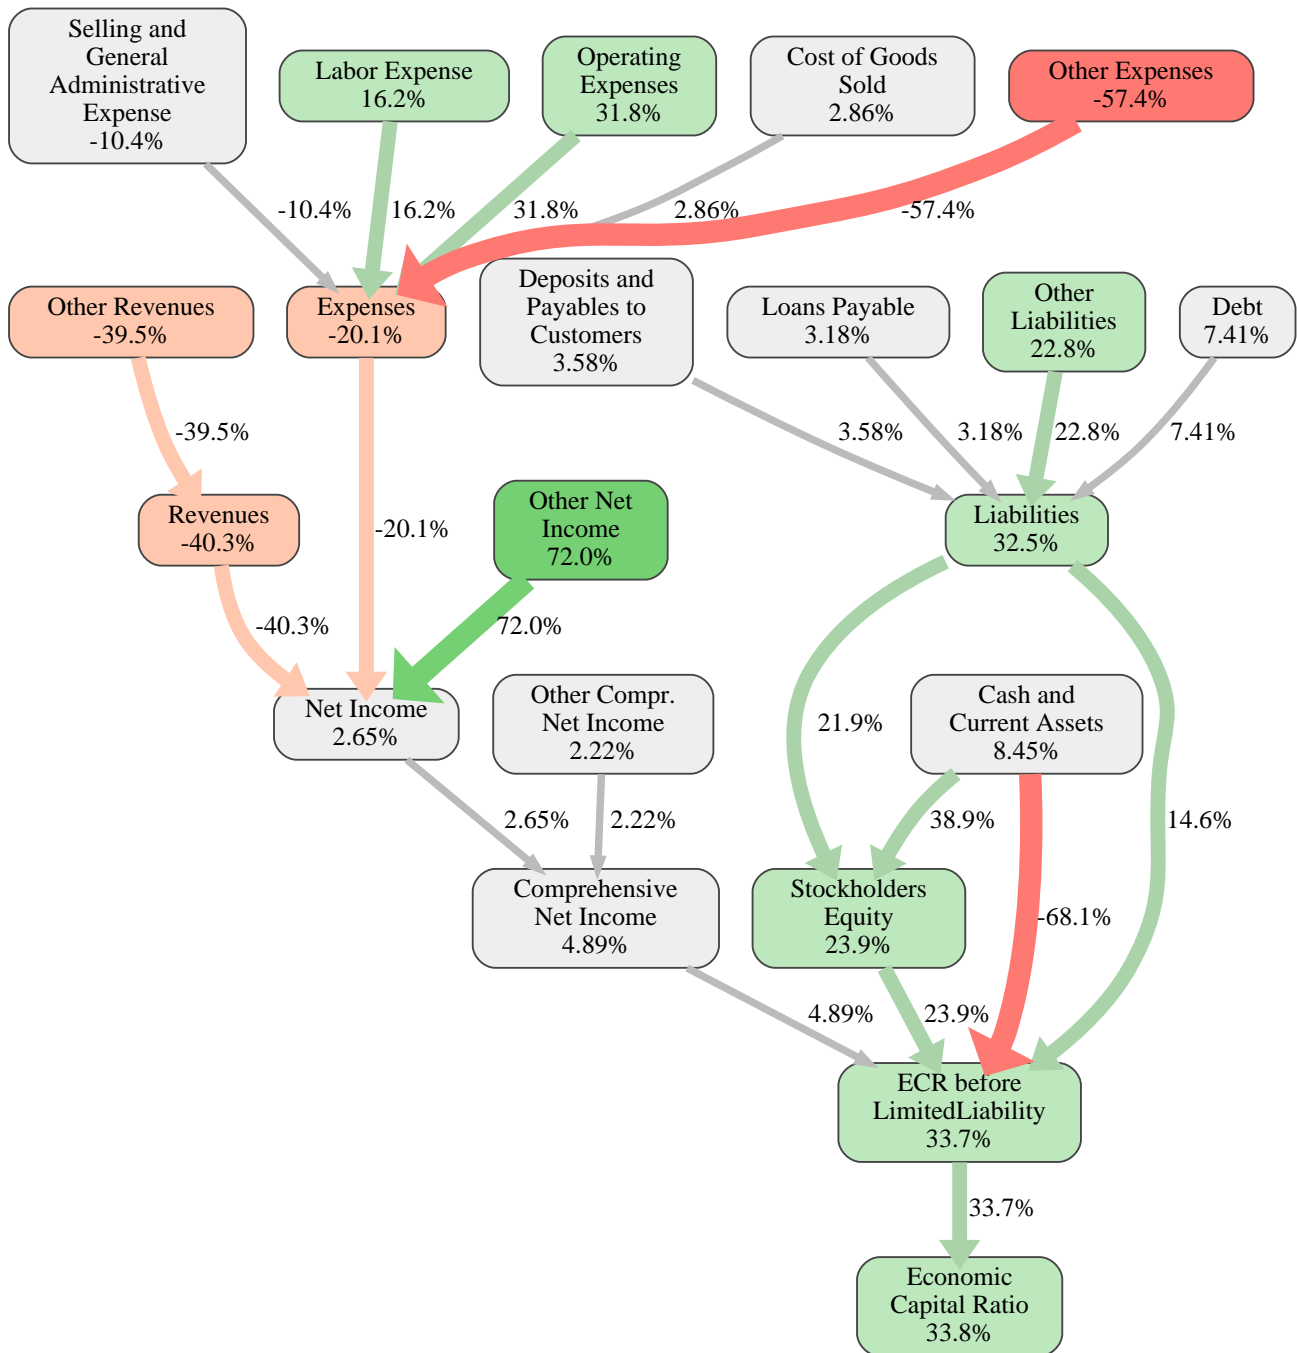 Selling and
General
Administrative
Expense
-10.4%
Labor Expense
16.2%
Operating
Expenses
31.8%
Cost of Goods
Sold
2.86%
Other Expenses
-57.4%
-10.4%
16.2%
31.8%
2.86%
-57.4%
Other Revenues
-39.5%
Expenses
-20.1%
Deposits and
Payables to
Customers
3.58%
Loans Payable
3.18%
Other
Liabilities
22.8%
Debt
7.41%
-39.5%
3.58%
3.18%
22.8%
7.41%
Revenues
-40.3%
-20.1%
Other Net
Income
72.0%
Liabilities
32.5%
-40.3%
72.0%
Net Income
2.65%
Other Compr.
Net Income
2.22%
21.9%
Cash and
Current Assets
8.45%
2.65%
2.22%
38.9%
14.6%
Comprehensive
Net Income
4.89%
Stockholders
Equity
23.9%
-68.1%
4.89%
23.9%
ECR before
LimitedLiability
33.7%
33.7%
Economic
Capital Ratio
33.8%